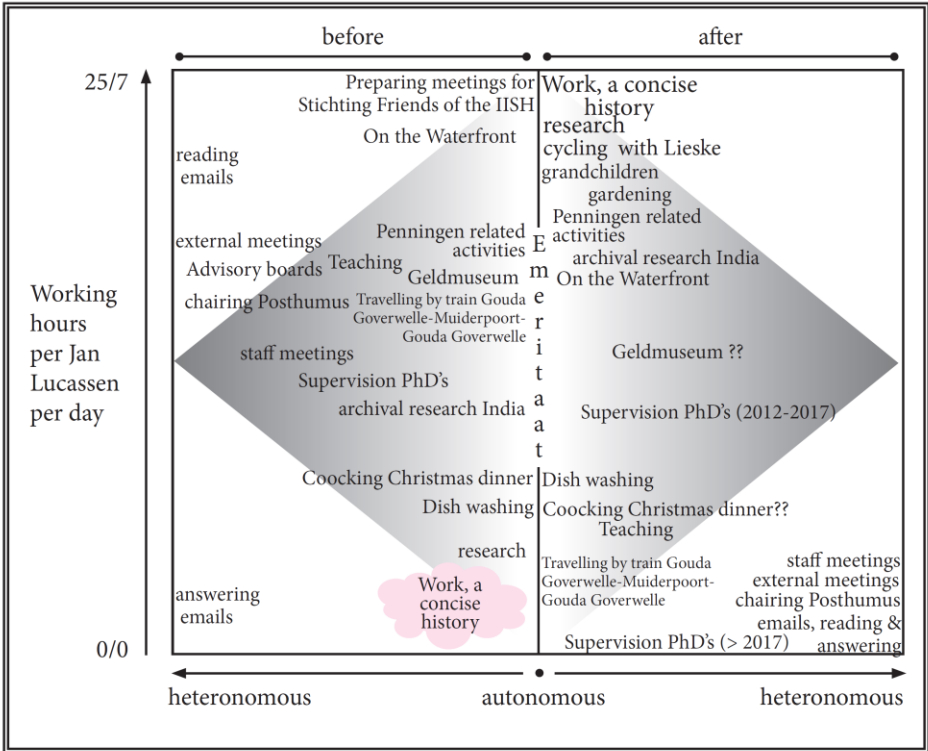 before
after
25/7
Preparing meetings for
Stichting Friends of the IISH
On the Waterfront
reading
emails
external meetings
Advisory boards
chairing Posthumus
Penningen related
activities
Teaching
Geldmuseum
Travelling by train Gouda
Goverwelle-Muiderpoort-
Gouda Goverwelle
staff meetings
Supervision PhD's
archival research India
Coocking Christmas dinner
Dish washing
research
Work, a
concise
history
answering
emails
Emeritaat
Work, a concise
history
research
cycling with Lieske
grandchildren
gardening
Penningen related
activities
archival research India
On the Waterfront
Geldmuseum ??
Supervision PhD's (2012-2017)
Dish washing
Coocking Christmas dinner??
Teaching
Travelling by train Gouda
Goverwelle-Muiderpoort-
Gouda Goverwelle
staff meetings
external meetings
chairing Posthumus
emails, reading &
answering
Supervision PhD's (> 2017)
Working
hours
per Jan
Lucassen
per day
0/0
heteronomous
autonomous
heteronomous